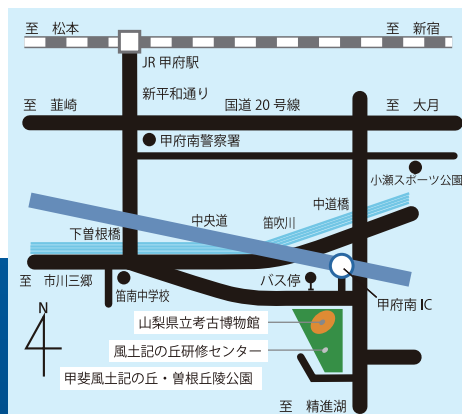 至 松本
至 新宿
JR 甲府駅
新平和通り
至 韮崎
国道20号線
至 大月
甲府南警察署
小瀬スポーツ公園
中道橋
中央道
笛吹川
下曽根橋
至 市川三郷
バス停
笛南中学校
甲府南 IC
N
山梨県立考古博物館
風土記の丘研修センター
甲斐風土記の丘・曽根丘陵公園
至 精進湖